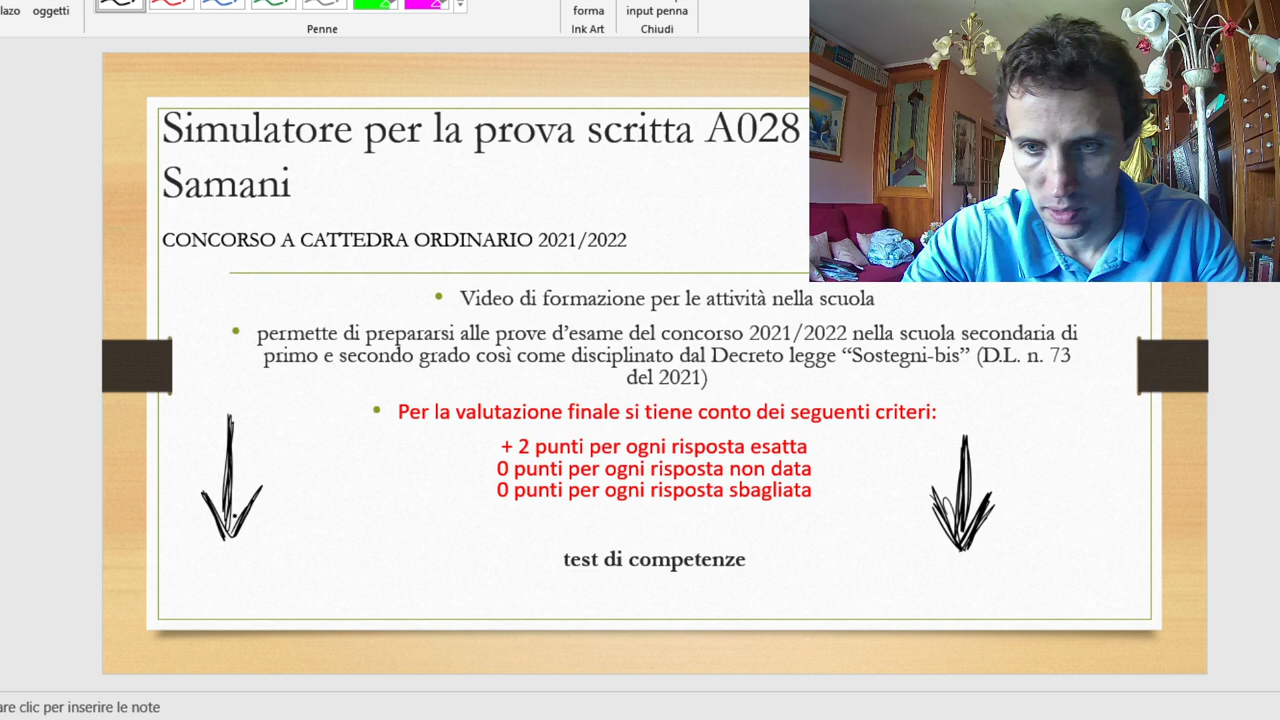 lazo
oggetti
Penne
forma
Ink Art
input penna
Chiudi
Simulatore per la prova scritta A028
Samani
CONCORSO A CATTEDRA ORDINARIO 2021/2022
• Video di formazione per le attività nella scuola
• permette di prepararsi alle prove d’esame del concorso 2021/2022 nella scuola secondaria di
primo e secondo grado così come disciplinato dal Decreto legge “Sostegni-bis” (D.L. n. 73
del 2021)
• Per la valutazione finale si tiene conto dei seguenti criteri:
+ 2 punti per ogni risposta esatta
0 punti per ogni risposta non data
0 punti per ogni risposta sbagliata
test di competenze
are clic per inserire le note